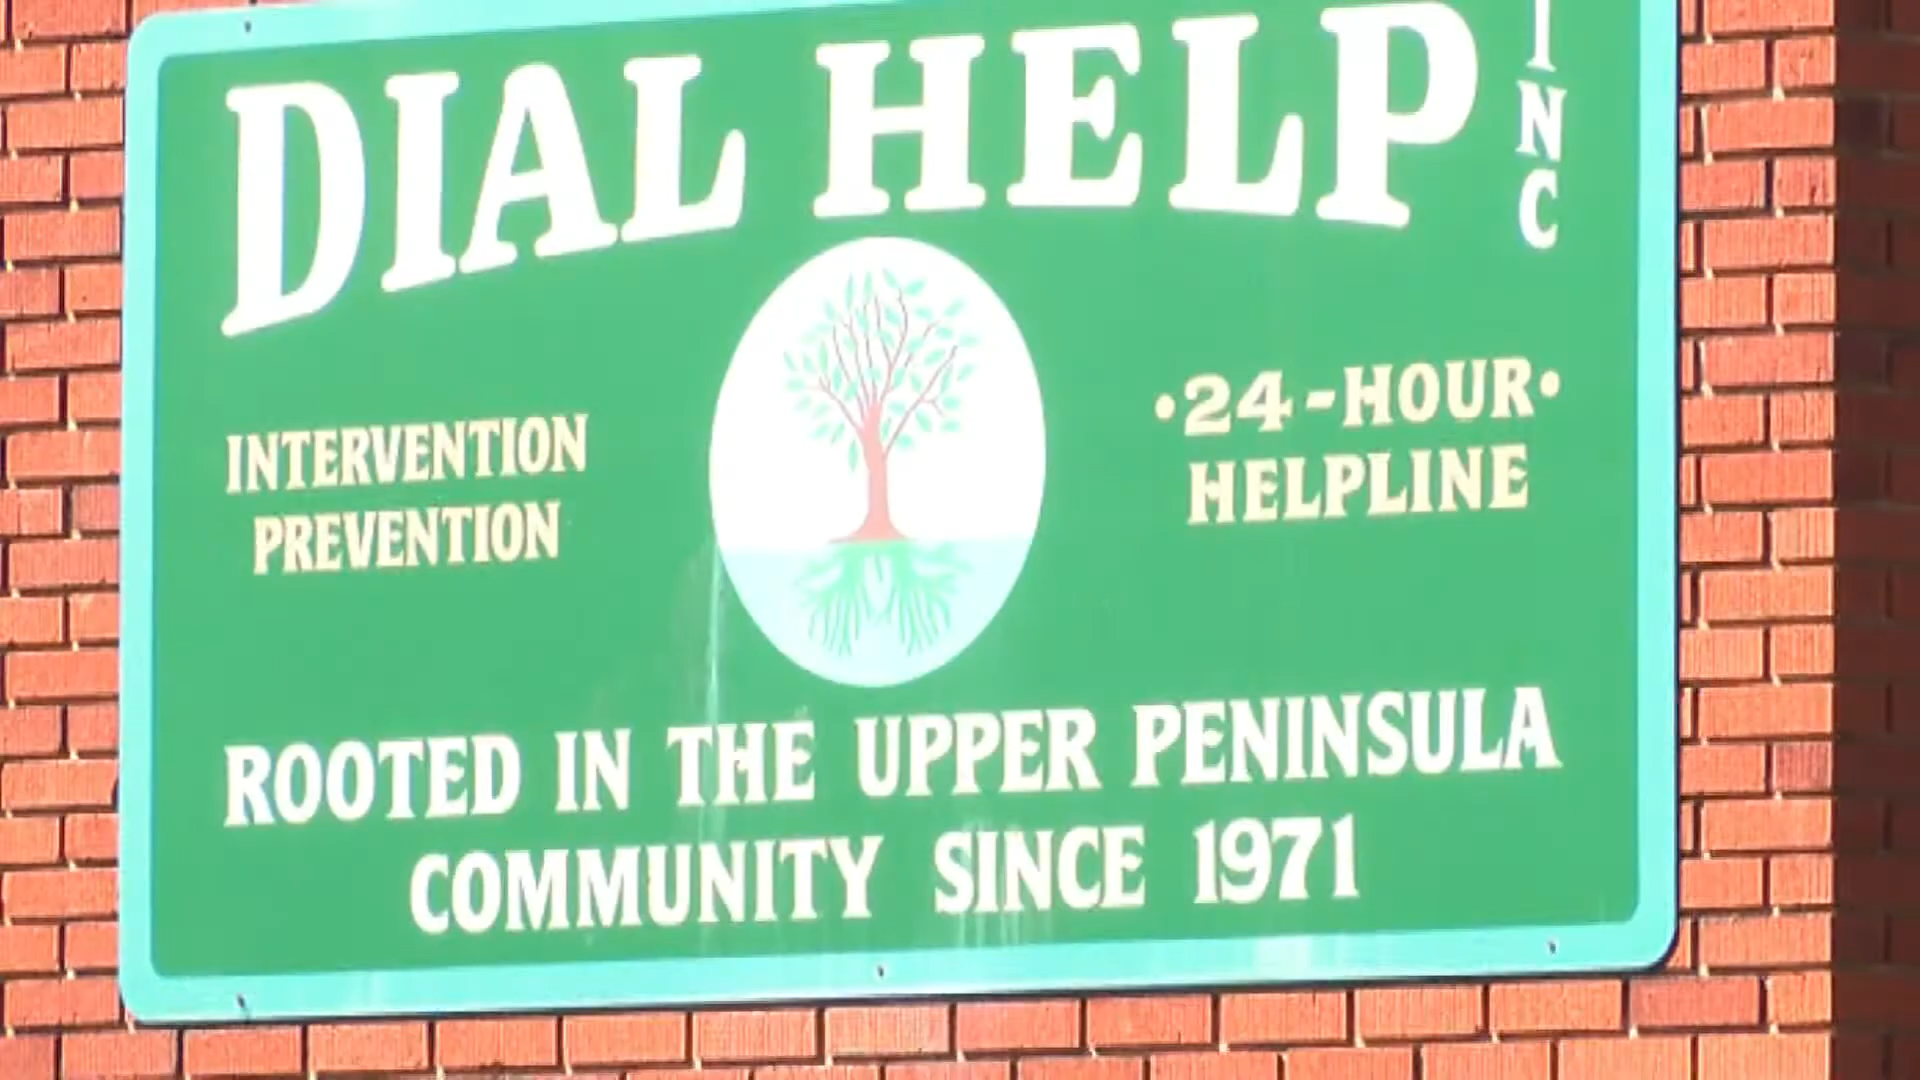 DIAL HELP INC
INTERVENTION
PREVENTION
•24-HOUR•
HELPLINE
ROOTED IN THE UPPER PENINSULA
COMMUNITY SINCE 1971